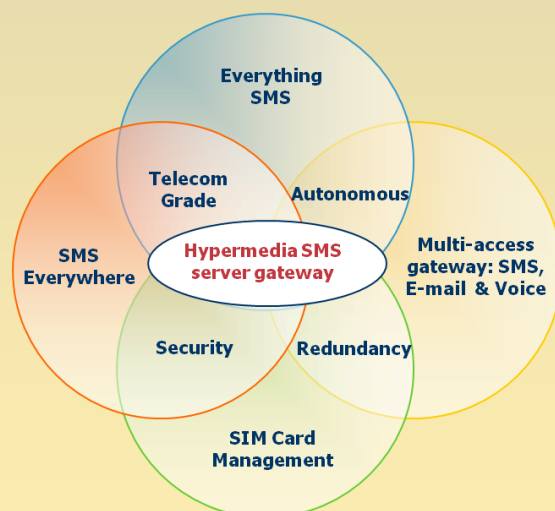 Everything
SMS
Telecom
Grade
Autonomous
SMS
Everywhere
Hypermedia SMS
server gateway
Multi-access
gateway: SMS,
E-mail & Voice
Security
Redundancy
SIM Card
Management